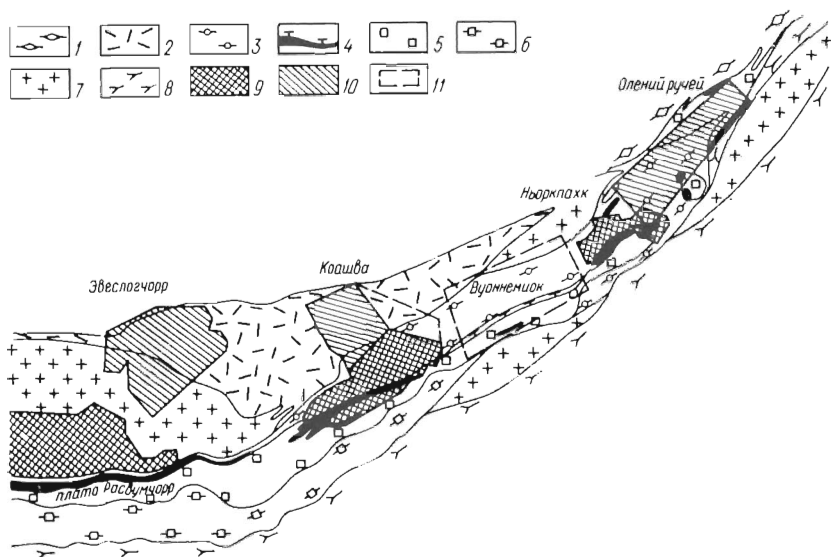 1 2 3 4 5 6
7 8 9 10 11
Олений ручей
Ньоркпахк
Коашва
Эвеслогчорр
Вуоннемиок
плато Расвумчорр